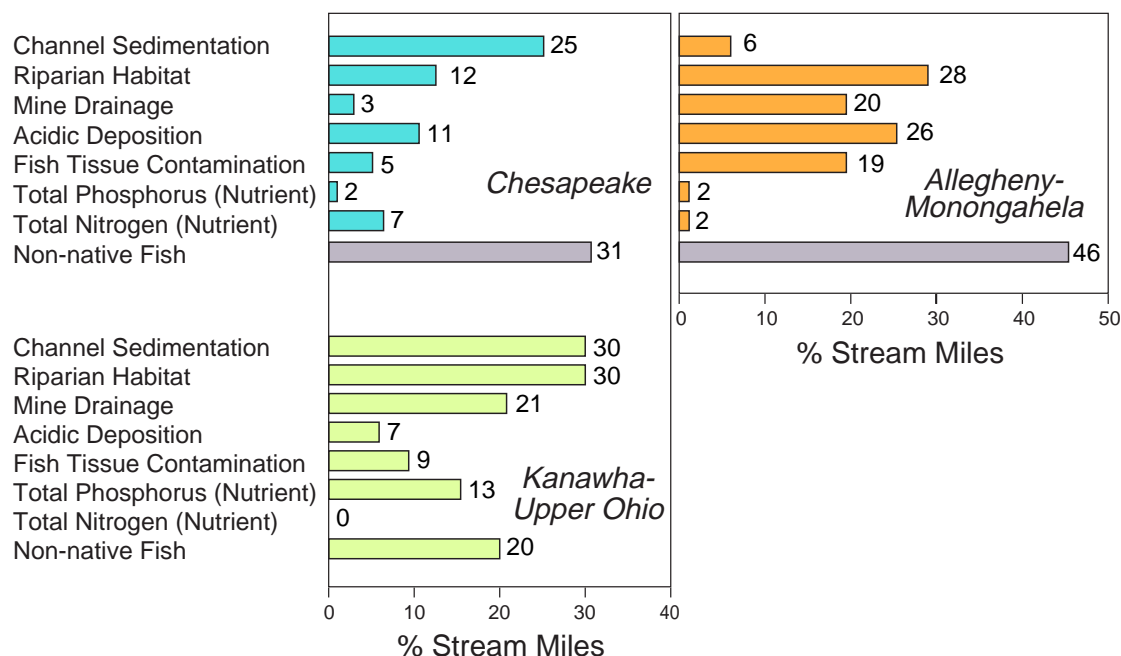 Channel Sedimentation 25 6
Riparian Habitat 12 28
Mine Drainage 3 20
Acidic Deposition 11 26
Fish Tissue Contamination 5 19
Total Phosphorus (Nutrient) 2 2
Total Nitrogen (Nutrient) 7 2
Non-native Fish 31 46
Chesapeake
Allegheny-
Monongahela
0 10 20 30 40 50
% Stream Miles
Channel Sedimentation 30
Riparian Habitat 30
Mine Drainage 21
Acidic Deposition 7
Fish Tissue Contamination 9
Total Phosphorus (Nutrient) 13
Total Nitrogen (Nutrient) 0
Non-native Fish 20
Kanawha-
Upper Ohio
0 10 20 30 40
% Stream Miles